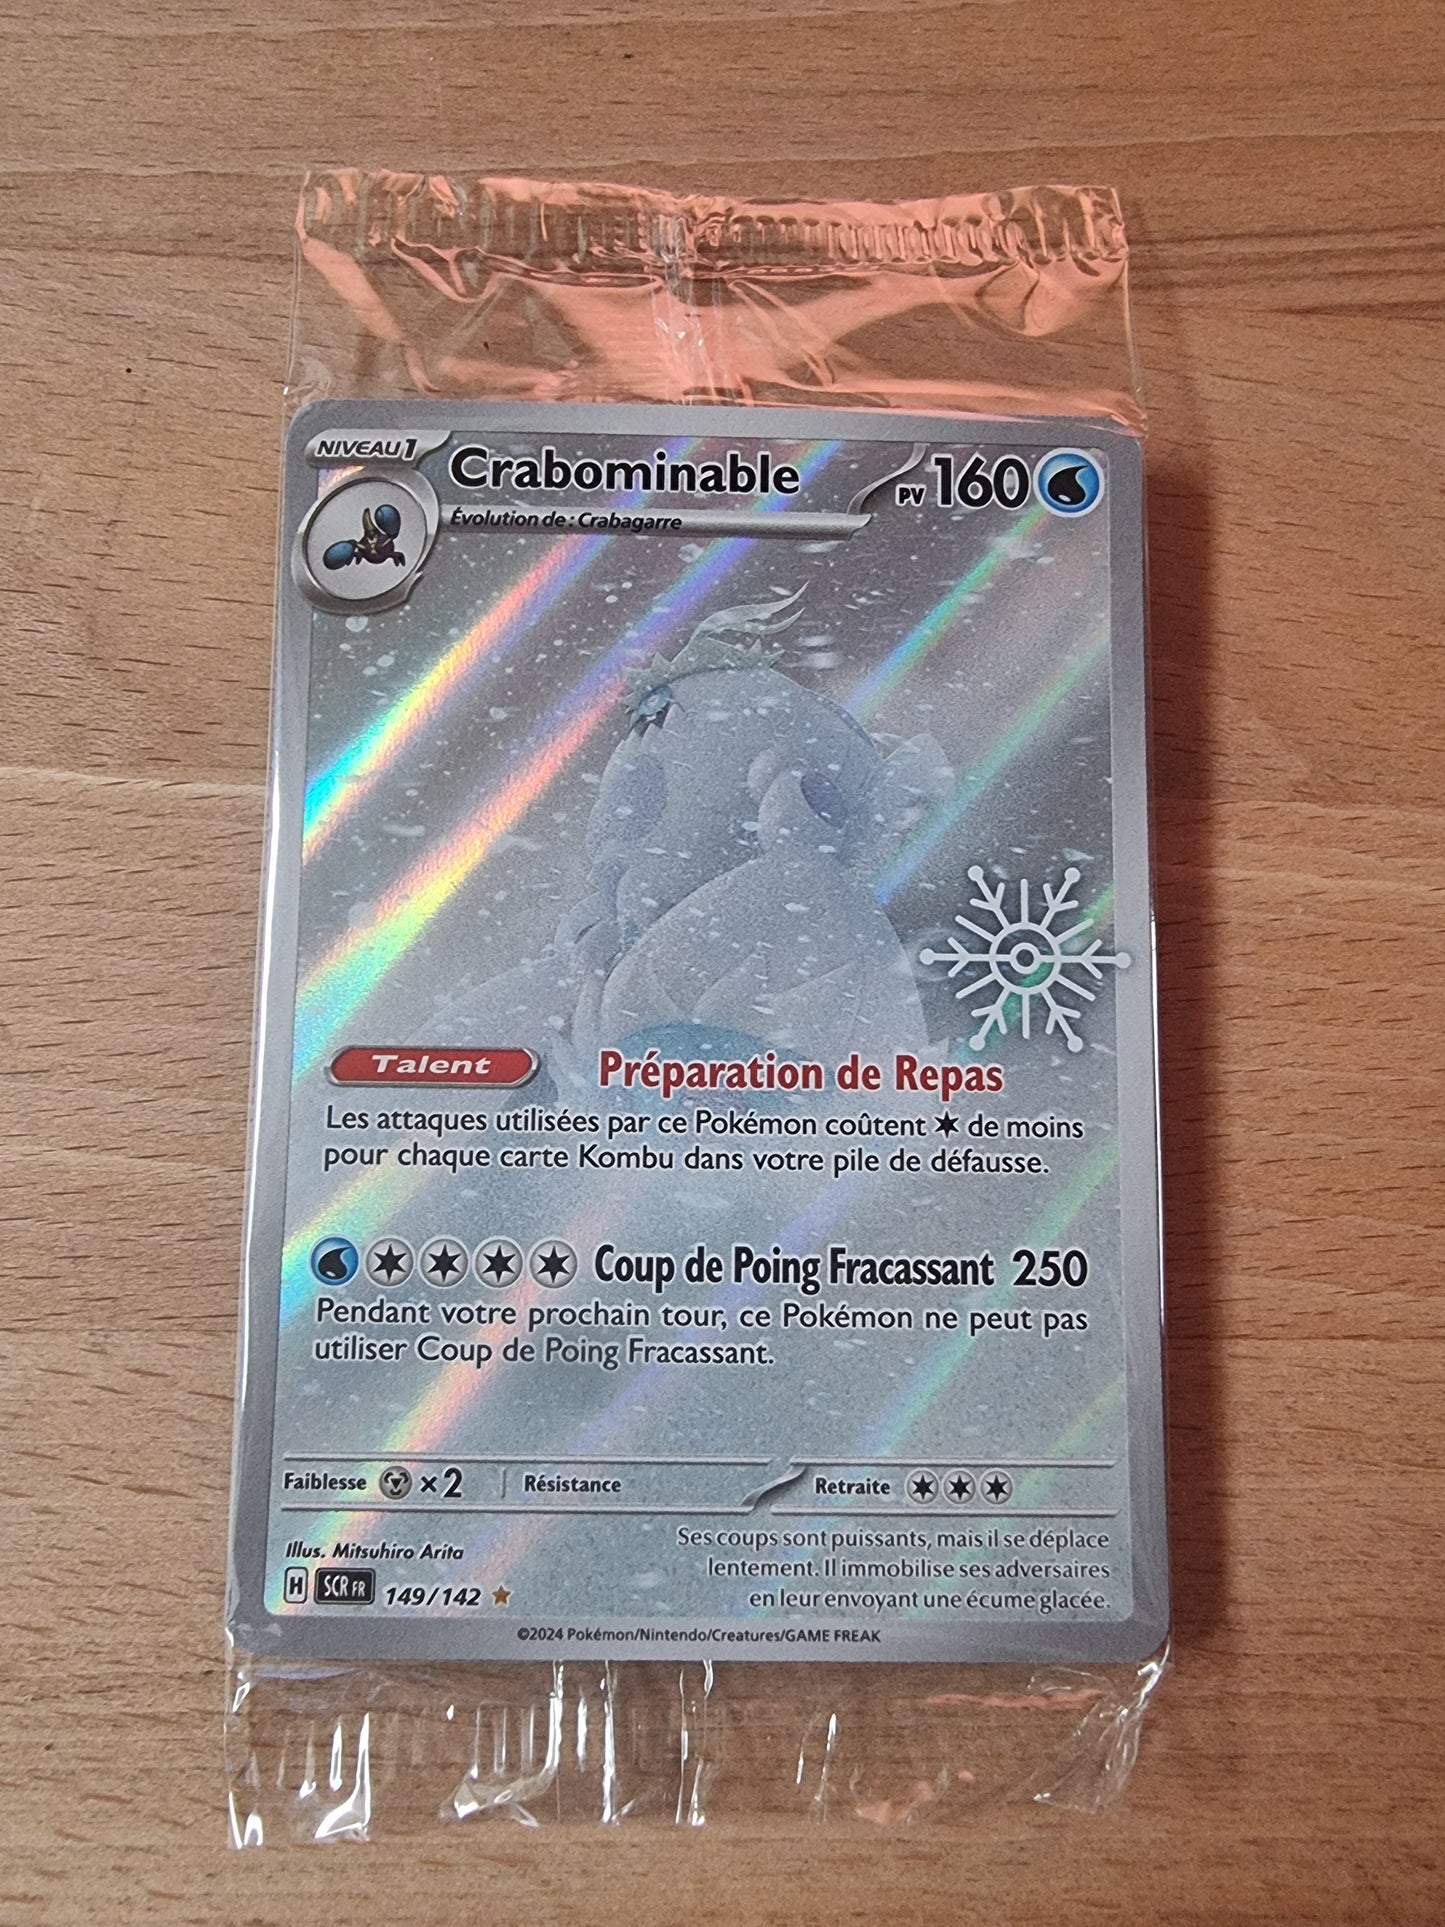 NIVEAU 1
Crabominable
PV 160
Évolution de : Crabagarre
Talent
Préparation de Repas
Les attaques utilisées par ce Pokémon coûtent de moins
pour chaque carte Kombu dans votre pile de défausse.
Coup de Poing Fracassant 250
Pendant votre prochain tour, ce Pokémon ne peut pas
utiliser Coup de Poing Fracassant.
Faiblesse ×2 Résistance Retraite
Illus. Mitsuhiro Arita
H SCR FR 149/142
Ses coups sont puissants, mais il se déplace
lentement. Il immobilise ses adversaires
en leur envoyant une écume glacée.
©2024 Pokémon/Nintendo/Creatures/GAME FREAK